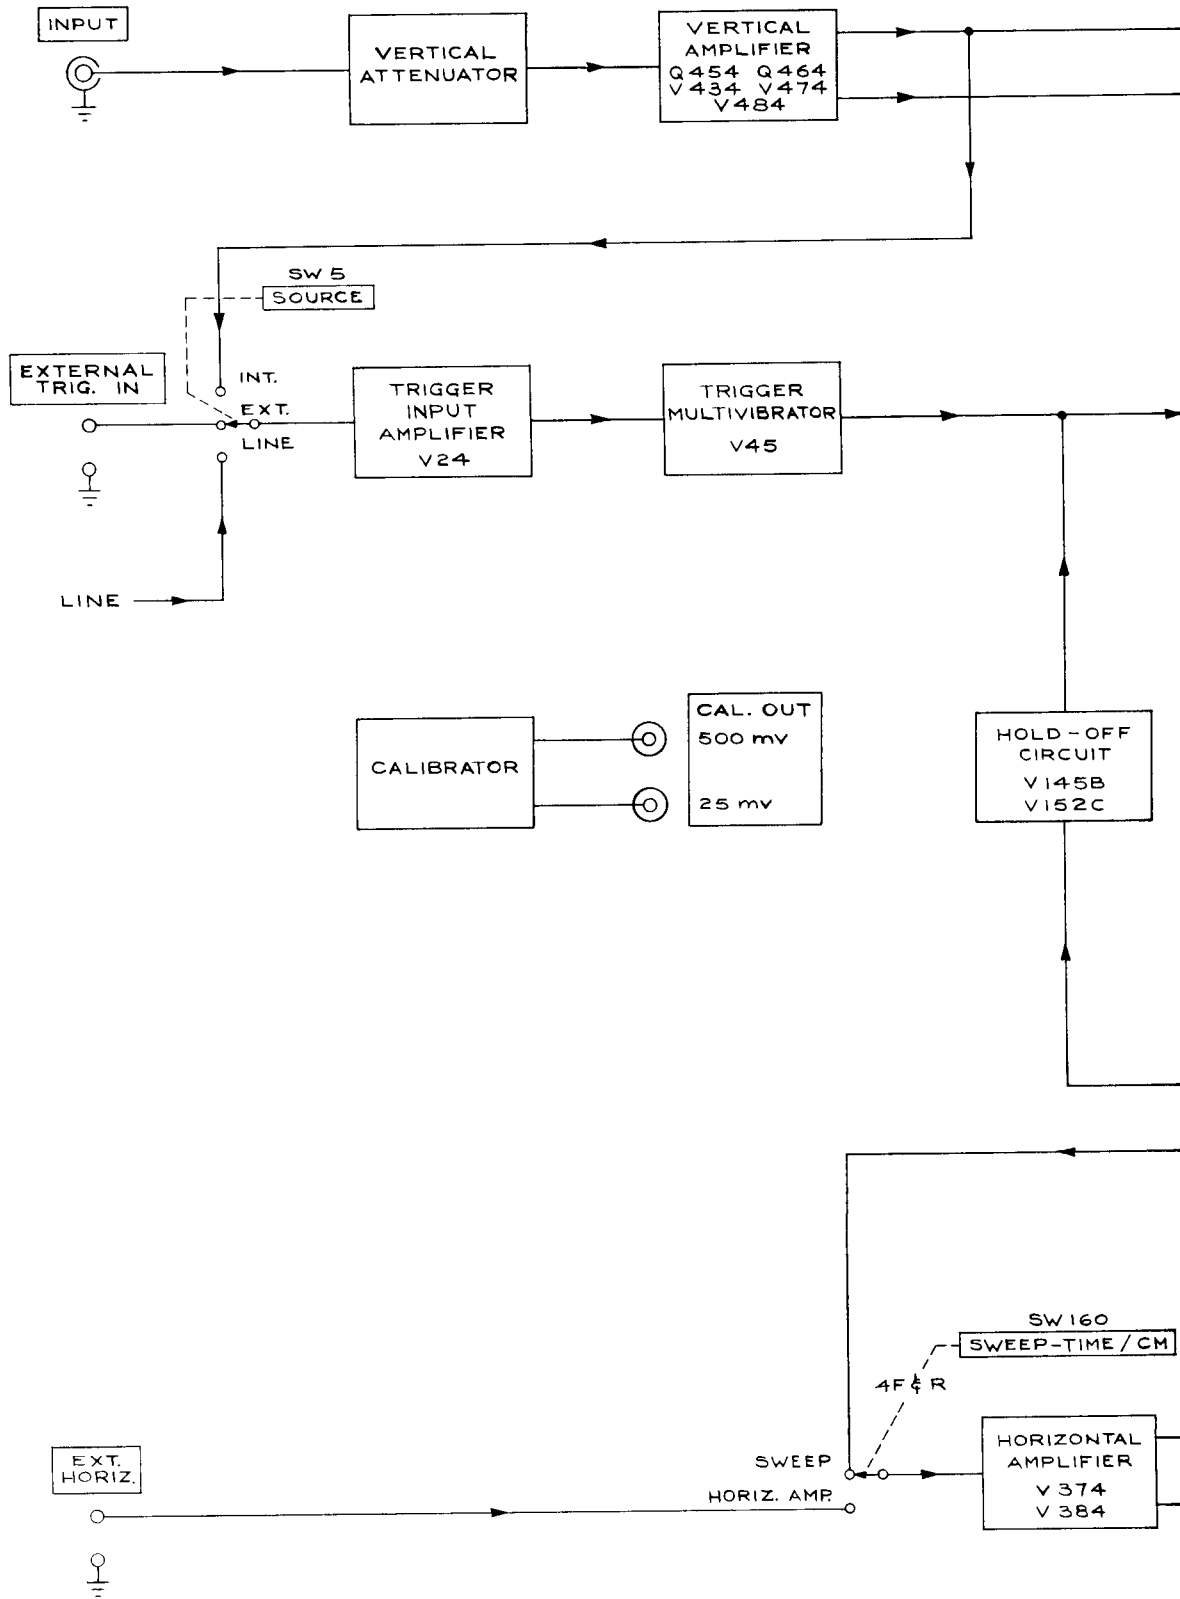 INPUT
VERTICAL
ATTENUATOR
VERTICAL
AMPLIFIER
Q454 Q464
V434 V474
V484
SW 5
SOURCE
EXTERNAL
TRIG. IN
INT.
EXT.
LINE
TRIGGER
INPUT
AMPLIFIER
V24
TRIGGER
MULTIVIBRATOR
V45
LINE
CALIBRATOR
CAL. OUT
500 mv
25 mv
HOLD-OFF
CIRCUIT
V145B
V152C
SW 160
SWEEP-TIME / CM
4F & R
EXT.
HORIZ.
SWEEP
HORIZ. AMP.
HORIZONTAL
AMPLIFIER
V 374
V 384